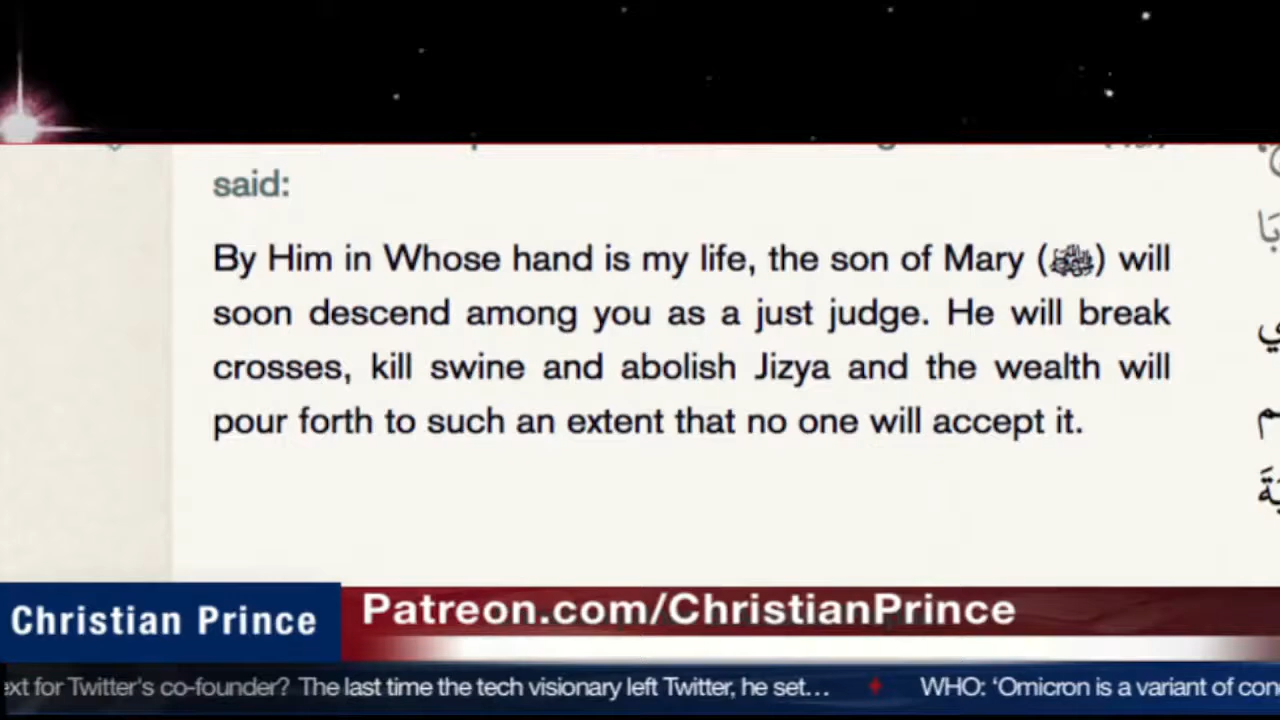 said:
By Him in Whose hand is my life, the son of Mary (ﷺ) will
soon descend among you as a just judge. He will break
crosses, kill swine and abolish Jizya and the wealth will
pour forth to such an extent that no one will accept it.
Christian Prince
Patreon.com/ChristianPrince
for Twitter's co-founder? The last time the tech visionary left Twitter, he set... WHO: ‘Omicron is a variant of